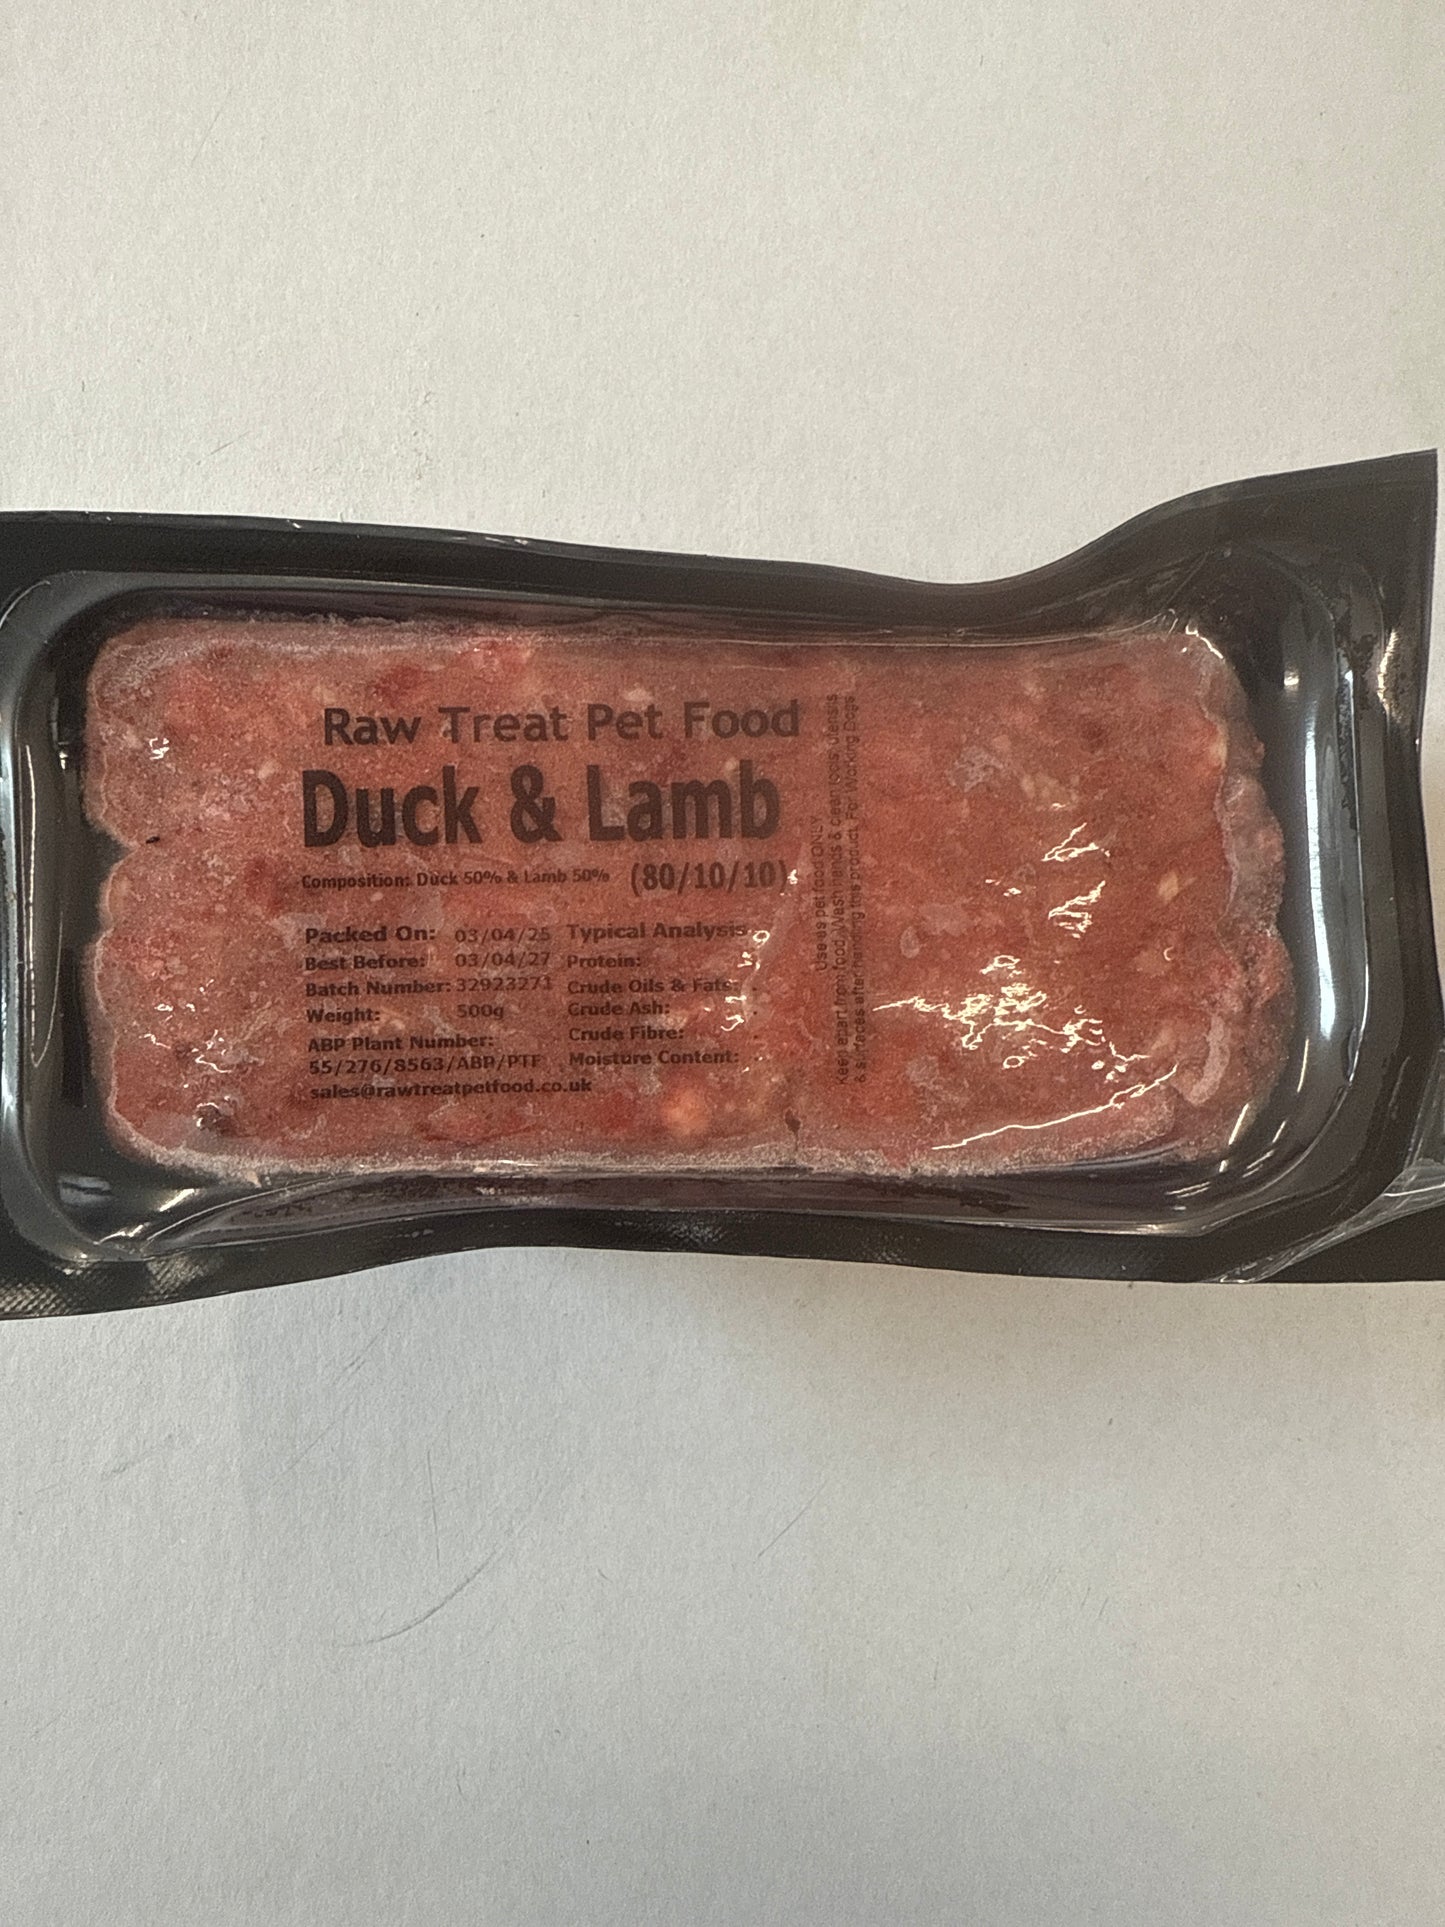 Raw Treat Pet Food
Duck & Lamb
Composition: Duck 50% & Lamb 50% (80/10/10)
Packed On: 03/04/25
Best Before: 03/04/27
Batch Number: 32923271
Weight: 500g
ABP Plant Number:
55/276/8563/ABP/PTF
sales@rawtreatpetfood.co.uk
Typical Analysis
Protein:
Crude Oils & Fats:
Crude Ash:
Crude Fibre:
Moisture Content:
Use as pet food ONLY
Keep apart from food. Wash hands & clean tools, utensils
& surfaces after handling this product. For Working Dogs